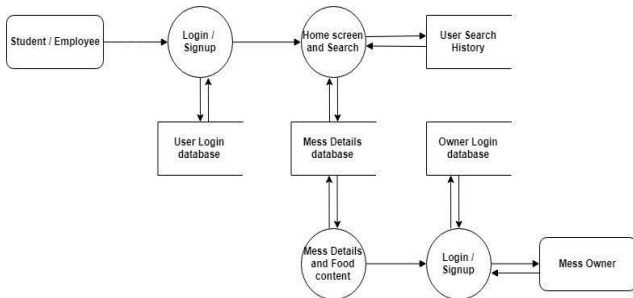 Student / Employee
Login /
Signup
Home screen
and Search
User Search
History
User Login
database
Mess Details
database
Owner Login
database
Mess Details
and Food
content
Login /
Signup
Mess Owner